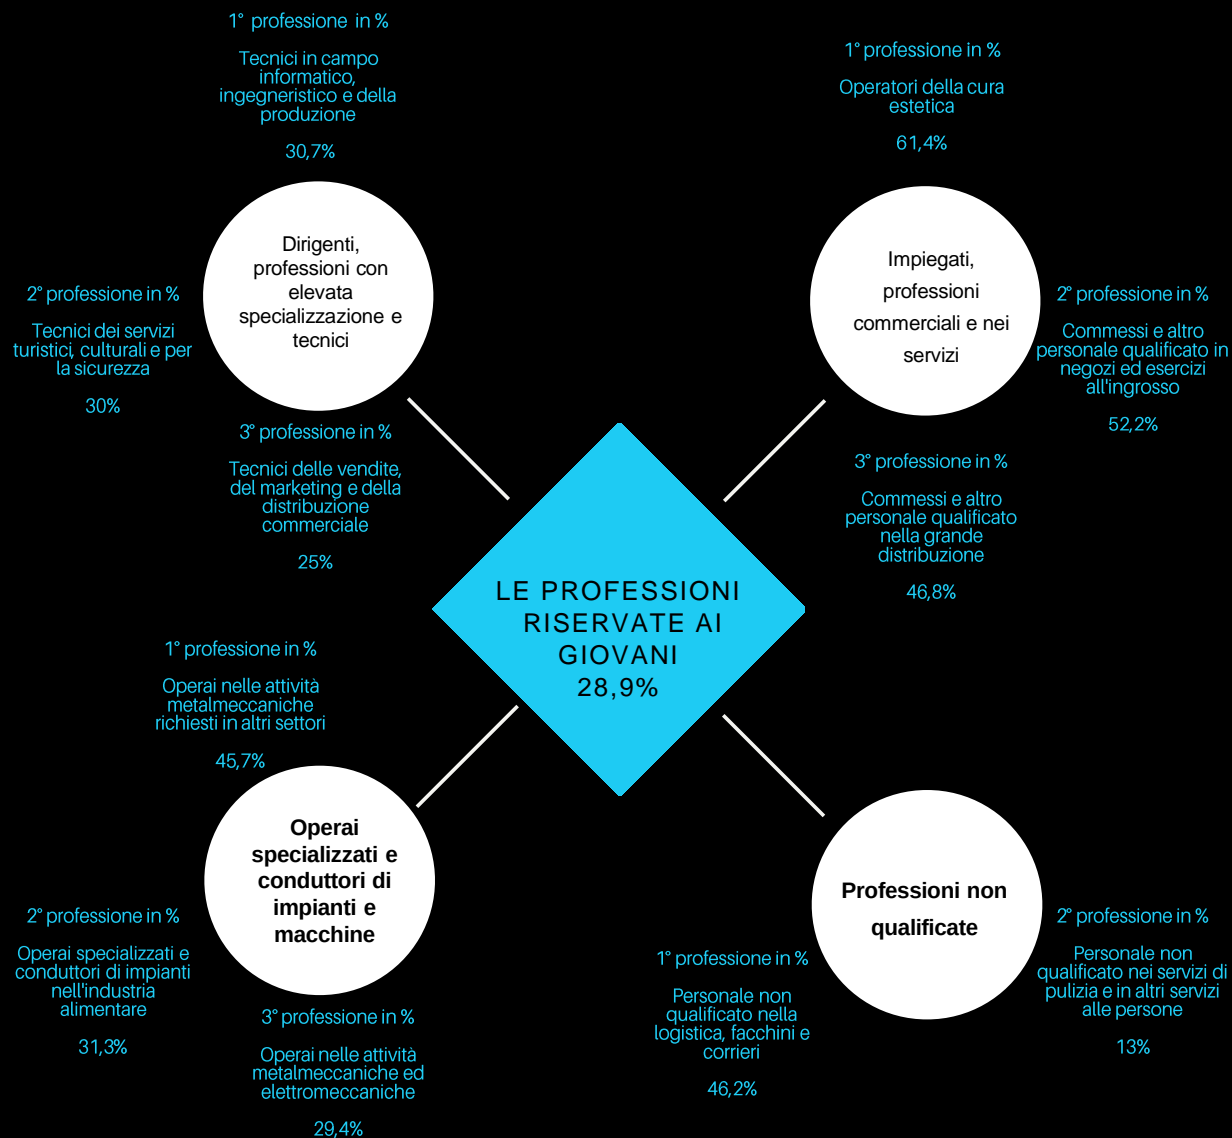 1° professione in %
Tecnici in campo
informatico,
ingegneristico e della
produzione
30,7%
Dirigenti,
professioni con
elevata
specializzazione e
tecnici
2° professione in %
Tecnici dei servizi
turistici, culturali e per
la sicurezza
30%
3° professione in %
Tecnici delle vendite,
del marketing e della
distribuzione
commerciale
25%
1° professione in %
Operatori della cura
estetica
61,4%
Impiegati,
professioni
commerciali e nei
servizi
2° professione in %
Commessi e altro
personale qualificato in
negozi ed esercizi
all'ingrosso
52,2%
3° professione in %
Commessi e altro
personale qualificato
nella grande
distribuzione
46,8%
LE PROFESSIONI
RISERVATE AI
GIOVANI
28,9%
1° professione in %
Operai nelle attività
metalmeccaniche
richiesti in altri settori
45,7%
Operai
specializzati e
conduttori di
impianti e
macchine
2° professione in %
Operai specializzati e
conduttori di impianti
nell'industria
alimentare
31,3%
3° professione in %
Operai nelle attività
metalmeccaniche ed
elettromeccaniche
29,4%
Professioni non
qualificate
1° professione in %
Personale non
qualificato nella
logistica, facchini e
corrieri
46,2%
2° professione in %
Personale non
qualificato nei servizi di
pulizia e in altri servizi
alle persone
13%